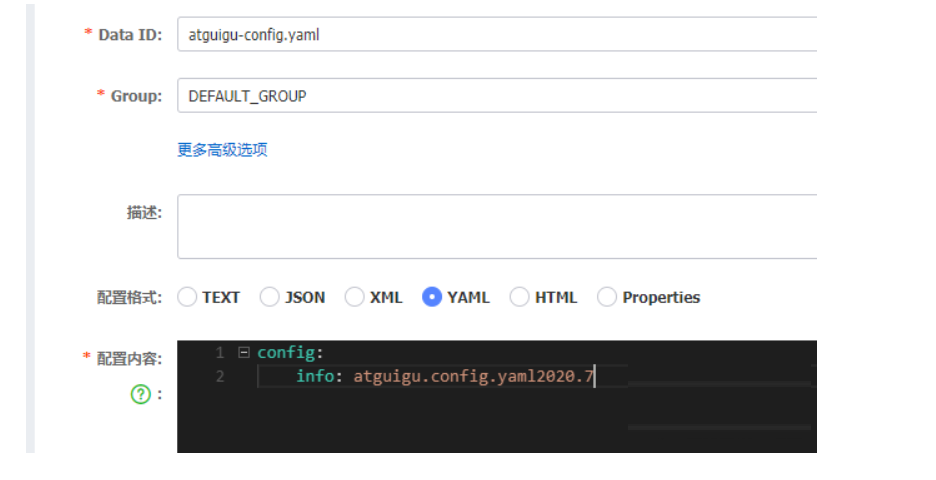 * Data ID: atguigu-config.yaml
* Group: DEFAULT_GROUP
更多高级选项
描述:
配置格式: TEXT JSON XML YAML HTML Properties
* 配置内容: 1 config:
2 info: atguigu.config.yaml2020.7
? :